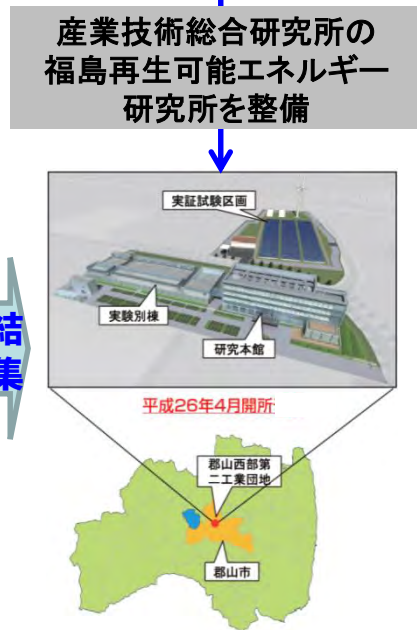 産業技術総合研究所の
福島再生可能エネルギー
研究所を整備
実証試験区画
実験別棟
研究本館
結
集
平成26年4月開所
郡山西部第
二工業団地
郡山市